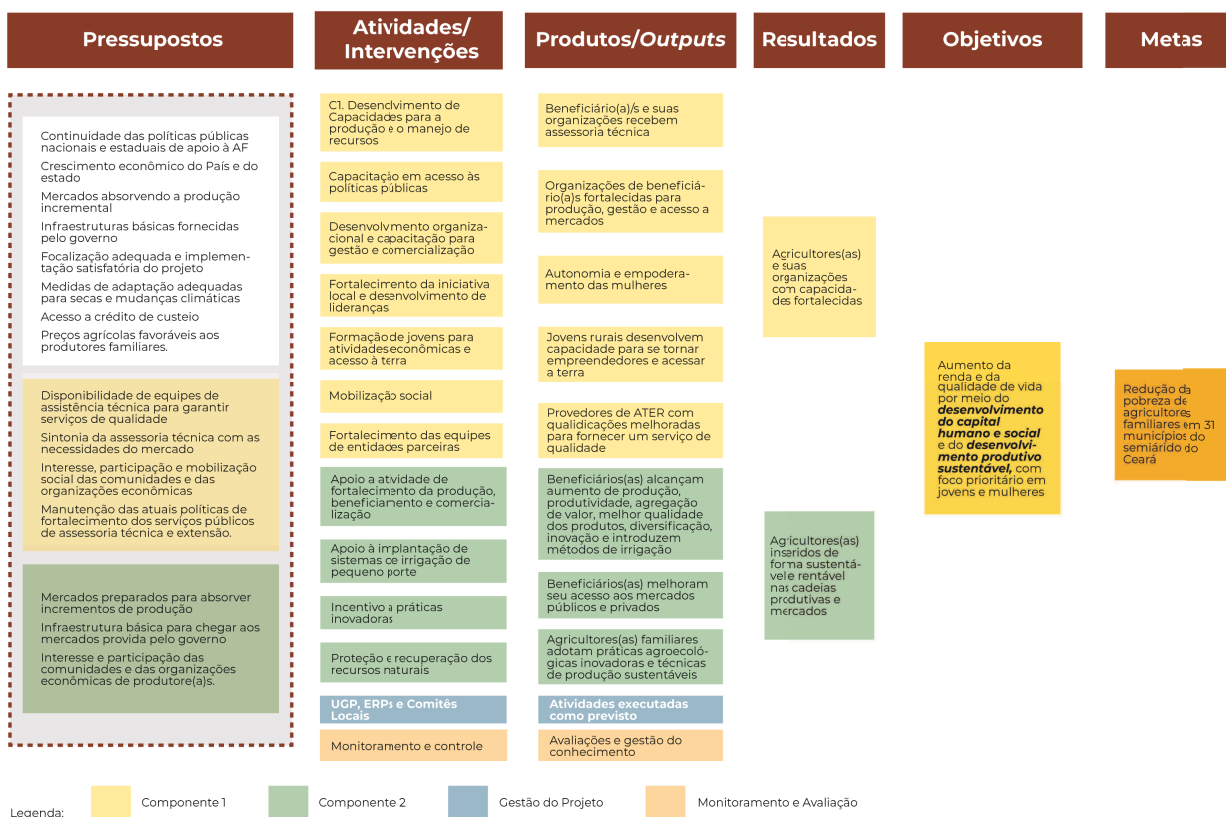 Pressupostos
Atividades/
Intervenções
Produtos/Outputs
Resultados
Objetivos
Metas
Continuidade das políticas públicas
nacionais e estaduais de apoio à AF
Crescimento econômico do País e do
estado
Mercados absorvendo a produção
incremental
Infraestruturas básicas fornecidas
pelo governo
Focalização adequada e implemen-
tação satisfatória do projeto
Medidas de adaptação adequadas
para secas e mudanças climáticas
Acesso a crédito de custeio
Preços agrícolas favoráveis aos
produtores familiares.
Disponibilidade de equipes de
assistência técnica para garantir
serviços de qualidade
Sintonia da assessoria técnica com as
necessidades do mercado
Interesse, participação e mobilização
social das comunidades e das
organizações econômicas
Manutenção das atuais políticas de
fortalecimento dos serviços públicos
de assessoria técnica e extensão.
Mercados preparados para absorver
incrementos de produção
Infraestrutura básica para chegar aos
mercados provida pelo governo
Interesse e participação das
comunidades e das organizações
econômicas de produtore(a)s.
C1. Desenolvimento de
Capacidades para a
produção e o manejo de
recursos
Capacitação em acesso às
políticas públicas
Desenvolvmento organiza-
cional e capacitação para
gestão e comercialização
Fortalecimento da iniciativa
local e desenvolvimento de
lideranças
Formação de jovens para
atividades econômicas e
acesso à terra
Mobilização social
Fortalecimento das equipes
de entidades parceiras
Apoio a atvidade de
fortalecimento da produção,
beneficiamento e comercia-
lização
Apoio à implantação de
sistemas de irrigação de
pequeno porte
Incentivo a práticas
inovadoras
Proteção e recuperação dos
recursos naturais
UGP, ERPs e Comitês
Locais
Monitoramento e controle
Beneficiário(a)/s e suas
organizações recebem
assessoria técnica
Organizações de beneficiá-
rio(a)s fortalecidas para
produção, gestão e acesso a
mercados
Autonomia e empodera-
mento das mulheres
Jovens rurais desenvolvem
capacidade para se tornar
empreendedores e acessar
a terra
Provedores de ATER com
qualidicações melhoradas
para fornecer um serviço de
qualidade
Beneficiários(as) alcançam
aumento de produção,
produtividade, agregação
de valor, melhor qualidade
dos produtos, diversificação,
inovação e introduzem
métodos de irrigação
Beneficiários(as) melhoram
seu acesso aos mercados
públicos e privados
Agricultores(as) familiares
adotam práticas agroecoló-
gicas inovadoras e técnicas
de produção sustentáveis
Atividades executadas
como previsto
Avaliações e gestão do
conhecimento
Agricultores(as)
e suas
organizações
com capacida-
des fortalecidas
Agricultores(as)
inseridos de
forma sustentá-
vel e rentável
nas cadeias
produtivas e
mercados
Aumento da
renda e da
qualidade de vida
por meio do
desenvolvimento
do capital
humano e social
e do desenvolvi-
mento produtivo
sustentável, com
foco prioritário em
jovens e mulheres
Redução da
pobreza de
agricultores
familiares em 31
municípios do
semiárido do
Ceará
Legenda:
Componente 1
Componente 2
Gestão do Projeto
Monitoramento e Avaliação